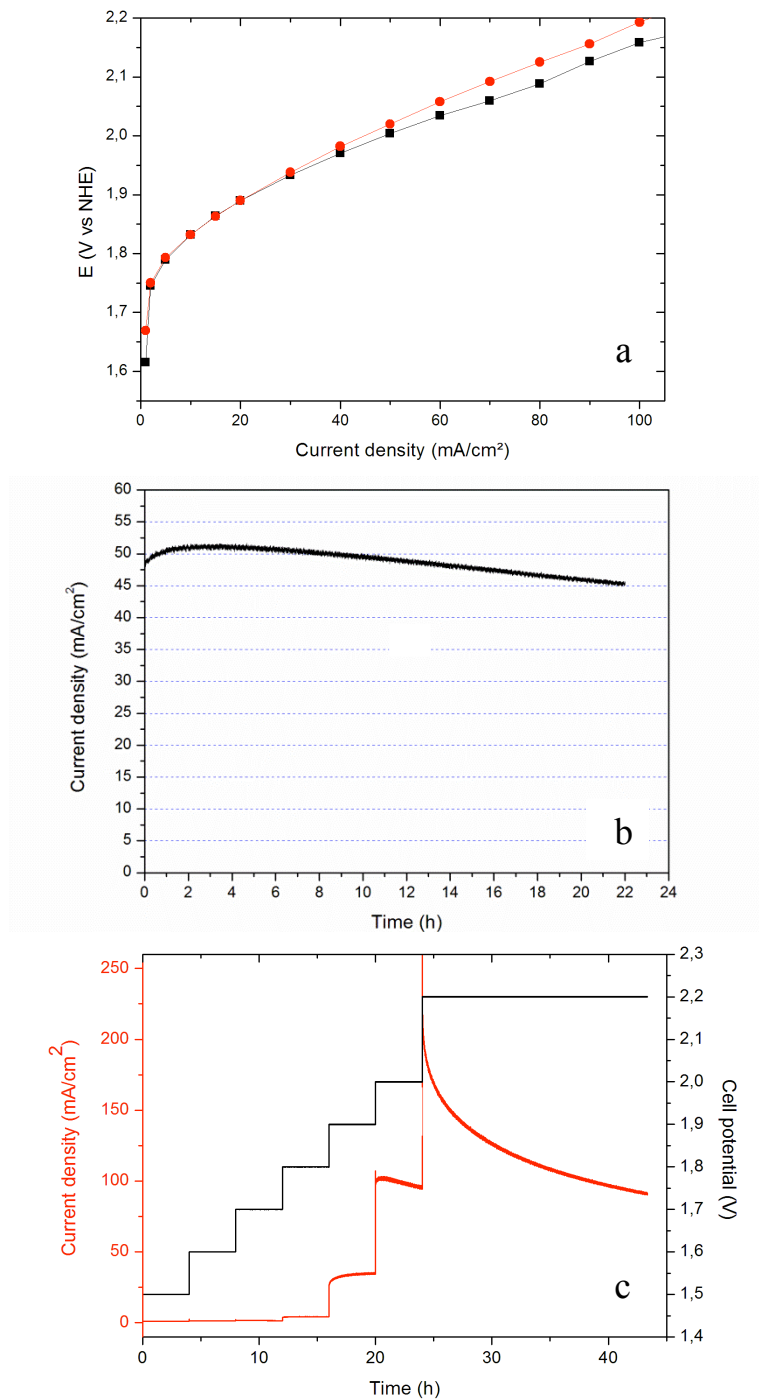 2,2
2,1
2,0
1,9
1,8
1,7
1,6
E (V vs NHE)
a
0 20 40 60 80 100
Current density (mA/cm²)
60
55
50
45
40
35
30
25
20
15
10
5
0
Current density (mA/cm²)
b
0 2 4 6 8 10 12 14 16 18 20 22 24
Time (h)
250
200
150
100
50
0
Current density (mA/cm²)
2,3
2,2
2,1
2,0
1,9
1,8
1,7
1,6
1,5
1,4
Cell potential (V)
c
0 10 20 30 40
Time (h)